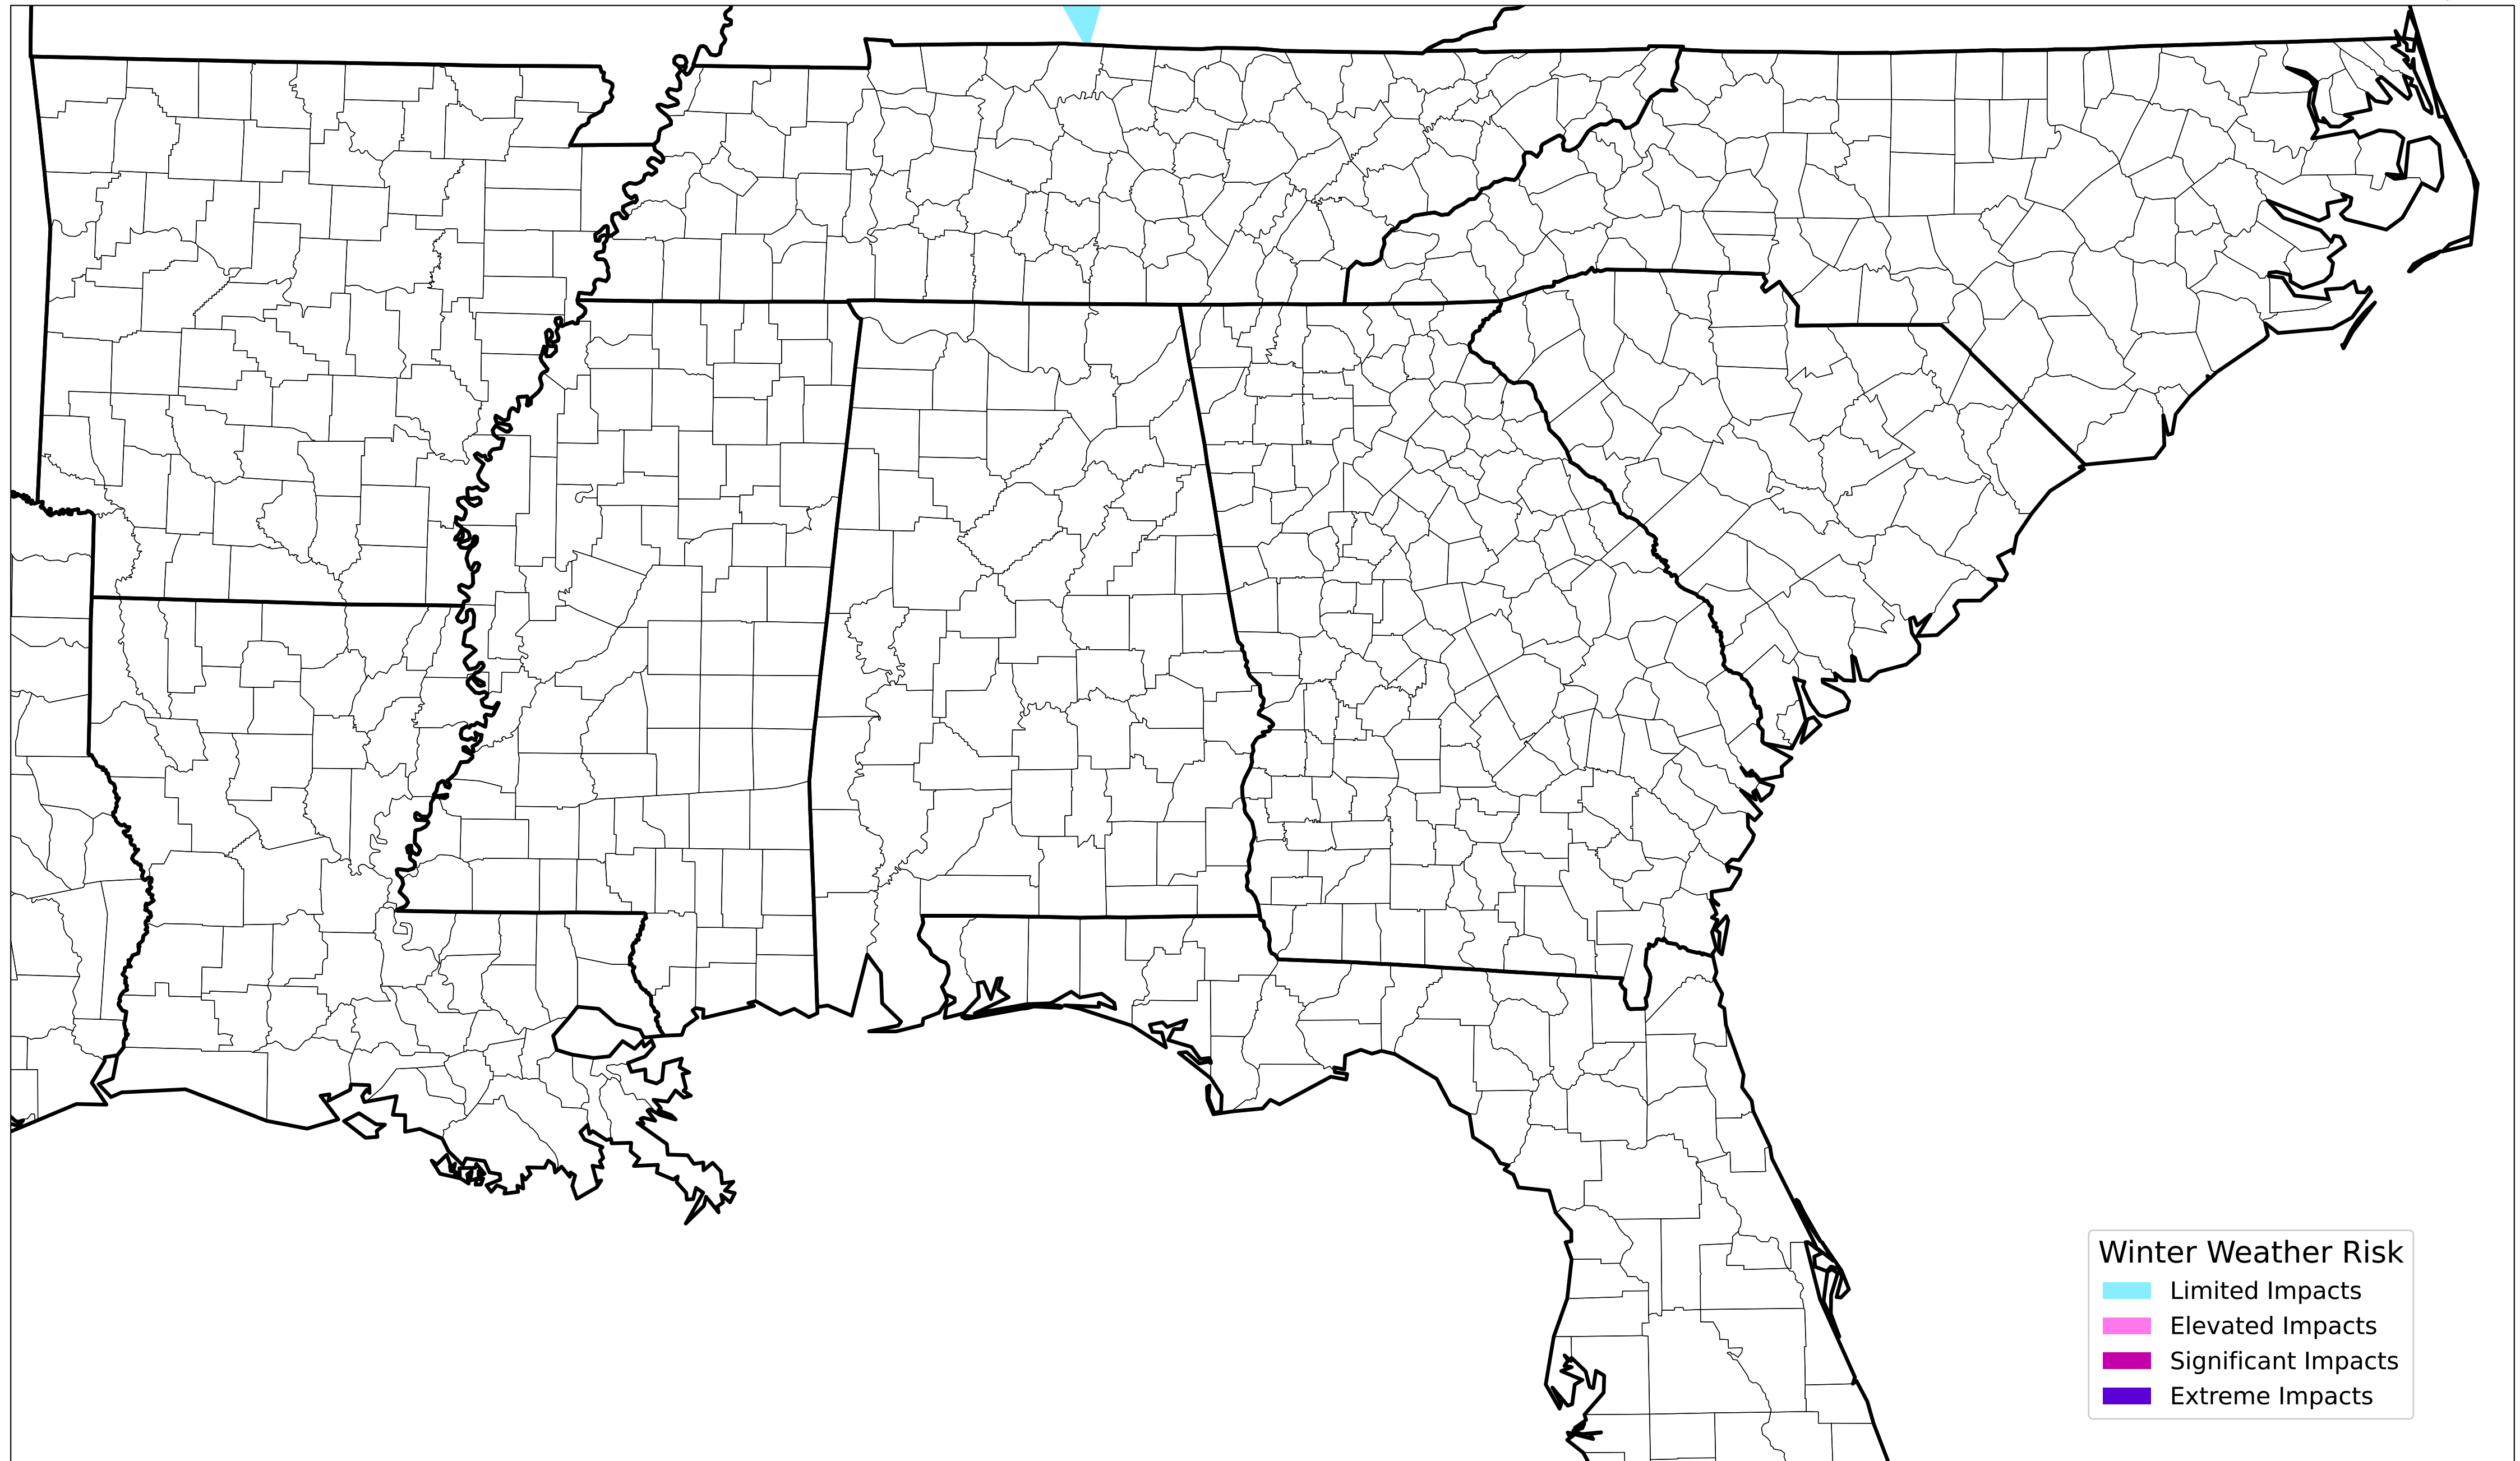 Winter Weather Risk
Limited Impacts
Elevated Impacts
Significant Impacts
Extreme Impacts